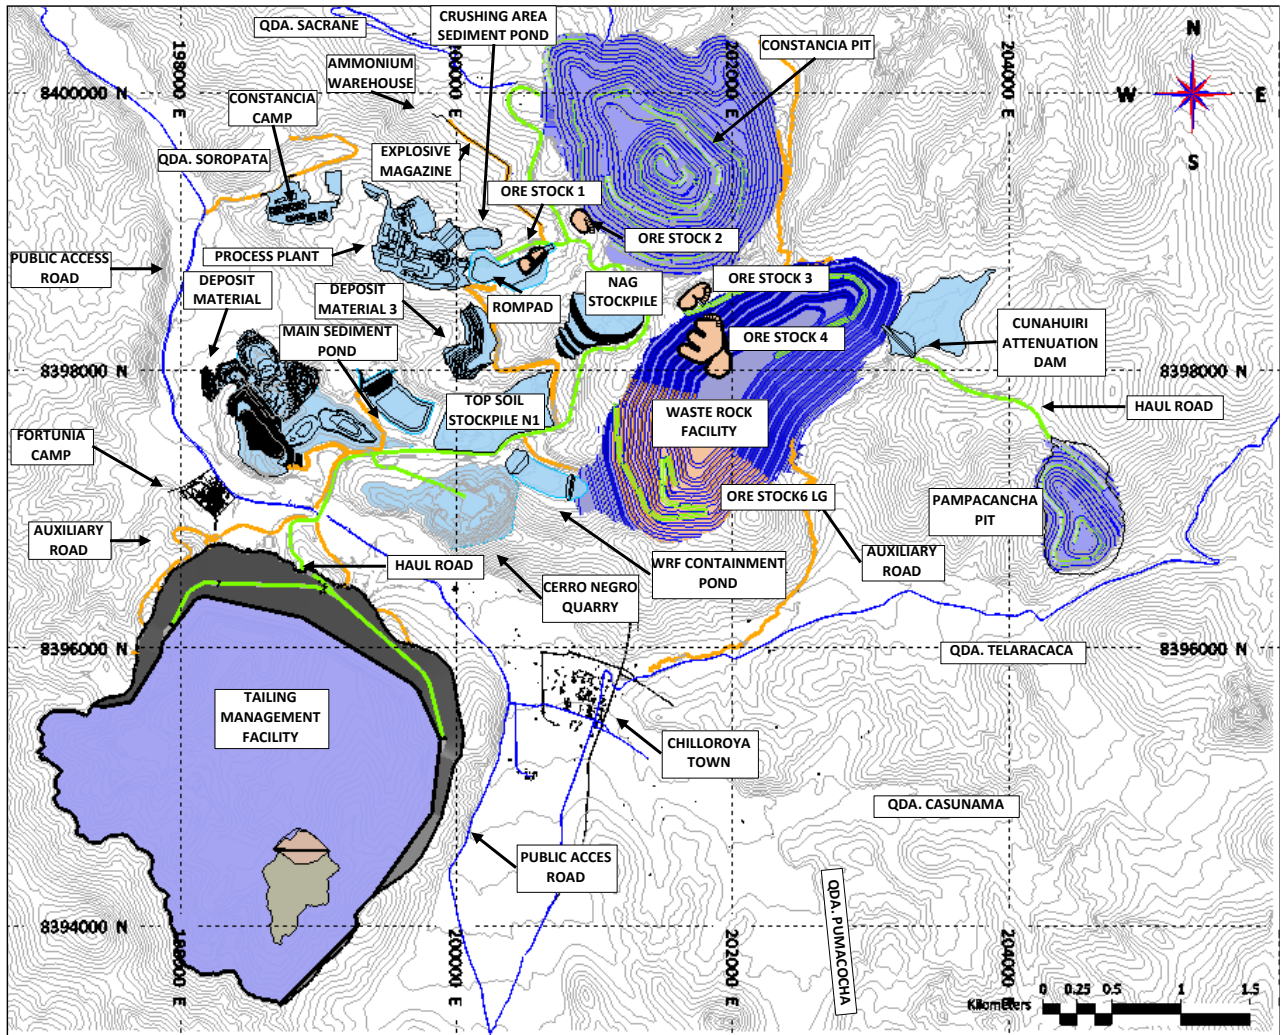 QDA. SACRANE
CRUSHING AREA
SEDIMENT POND
CONSTANCIA PIT
N
W
E
S
198000 E
200000 E
202000 E
204000 E
8400000 N
AMMONIUM
WAREHOUSE
CONSTANCIA
CAMP
QDA. SOROPATA
EXPLOSIVE
MAGAZINE
ORE STOCK 1
ORE STOCK 2
PUBLIC ACCESS
ROAD
PROCESS PLANT
DEPOSIT
MATERIAL
DEPOSIT
MATERIAL 3
ROMPAD
NAG
STOCKPILE
ORE STOCK 3
ORE STOCK 4
CUNAHUIRI
ATTENUATION
DAM
MAIN SEDIMENT
POND
8398000 N
8398000 N
TOP SOIL
STOCKPILE N1
WASTE ROCK
FACILITY
HAUL ROAD
FORTUNIA
CAMP
ORE STOCK6 LG
PAMPACANCHA
PIT
AUXILIARY
ROAD
HAUL ROAD
CERRO NEGRO
QUARRY
WRF CONTAINMENT
POND
AUXILIARY
ROAD
8396000 N
8396000 N
QDA. TELARACACA
TAILING
MANAGEMENT
FACILITY
CHILLOROYA
TOWN
QDA. CASUNAMA
PUBLIC ACCES
ROAD
QDA. PUMACOCHA
8394000 N
8394000 N
198000 E
200000 E
202000 E
204000 E
8400000 N
0 0.25 0.5 1 1.5
Kilometers